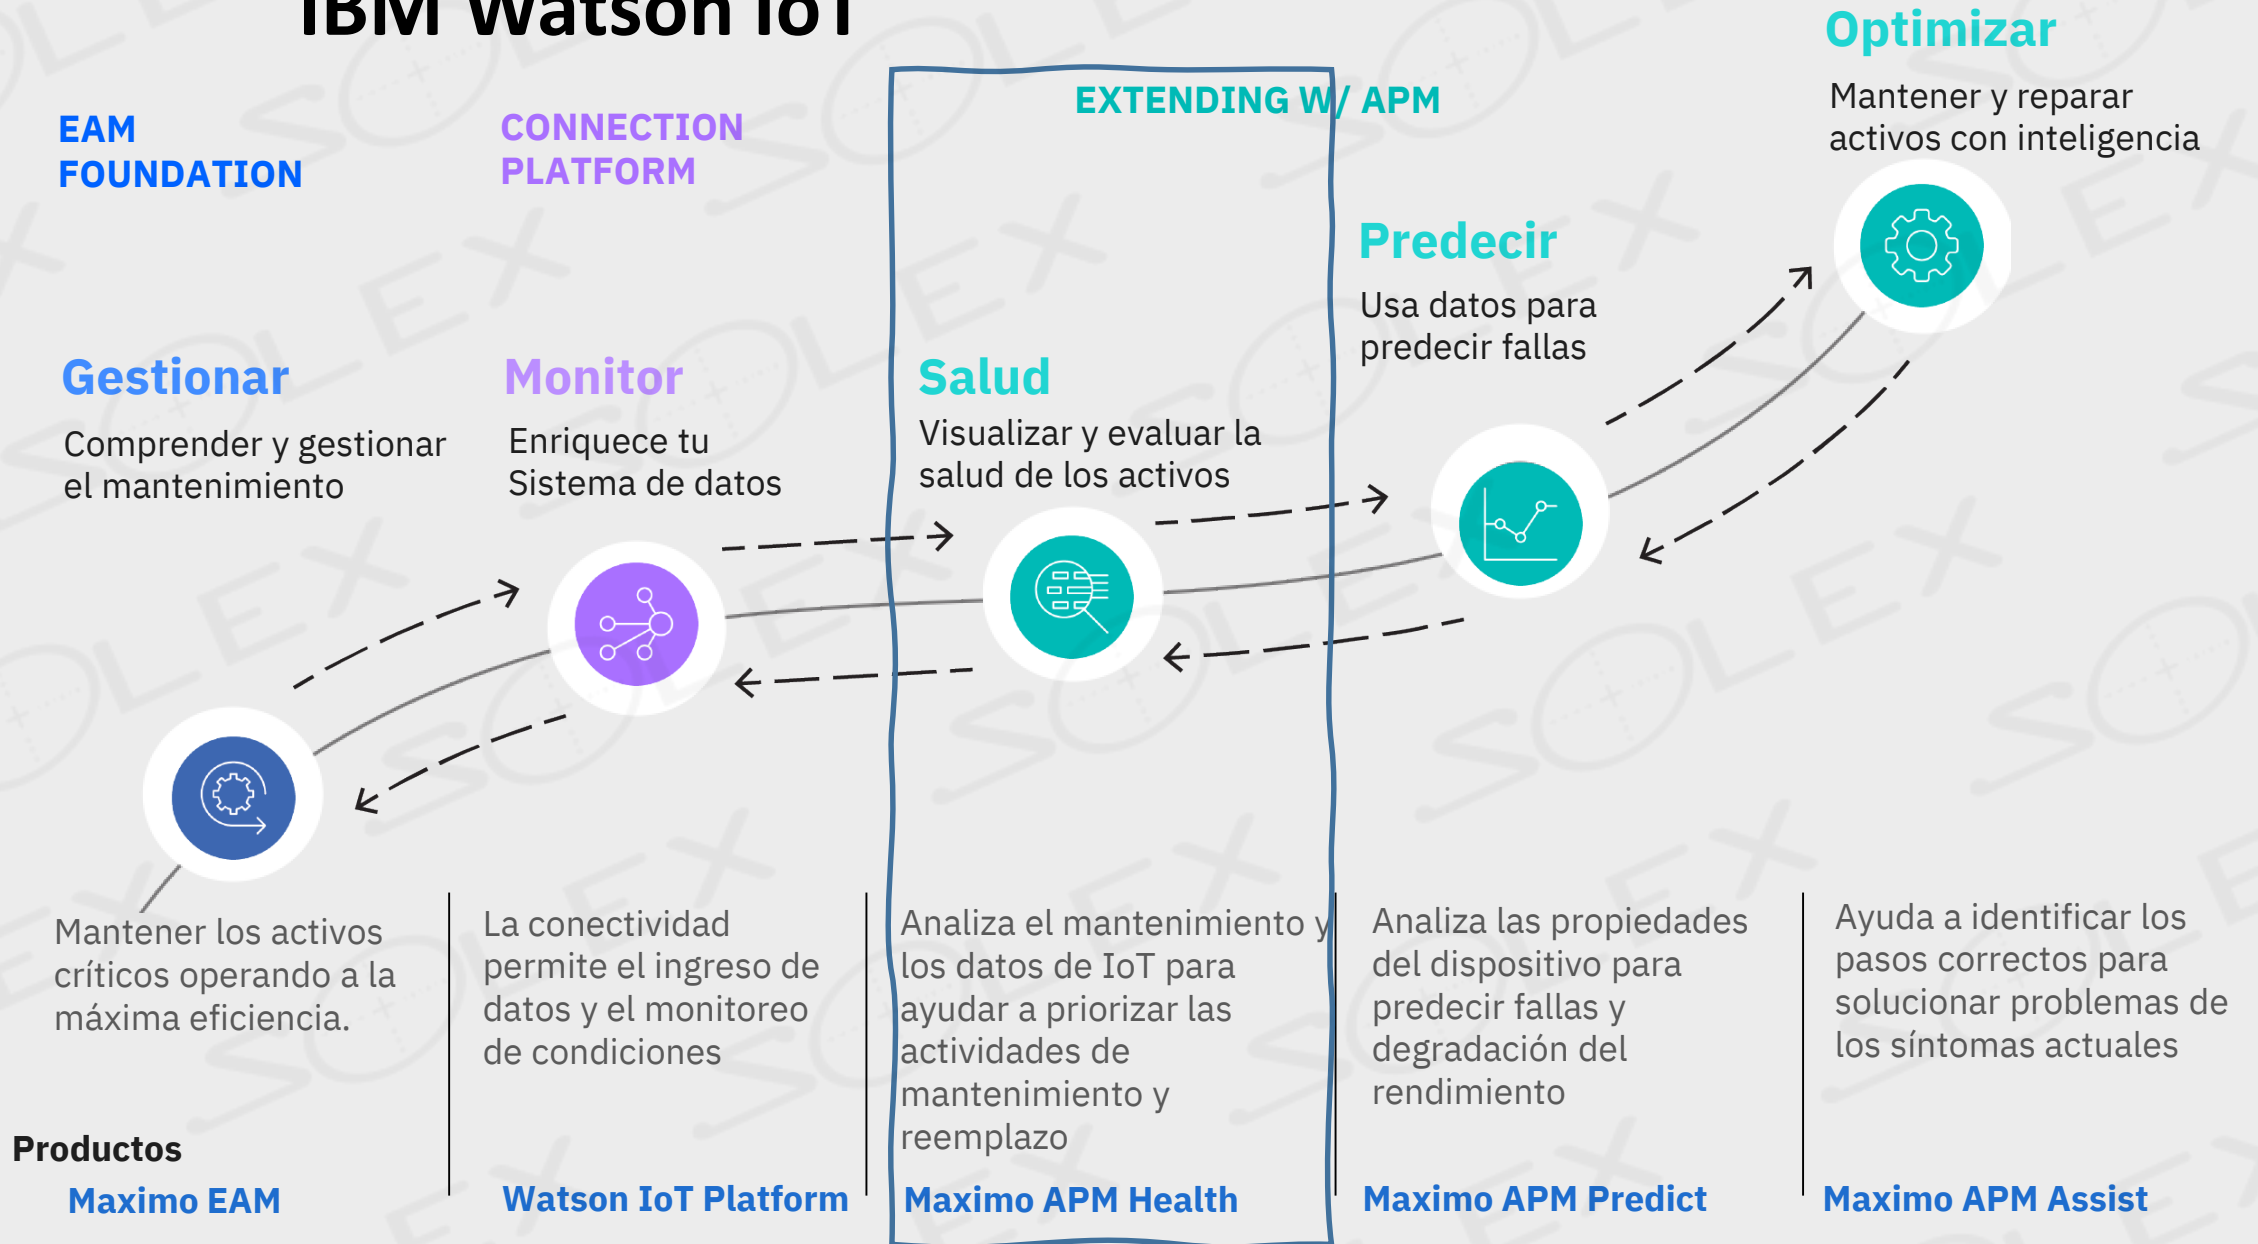 IBM Watson IoT
EAM
FOUNDATION
CONNECTION
PLATFORM
EXTENDING W/ APM
Optimizar
Mantener y reparar
activos con inteligencia
Predecir
Usa datos para
predecir fallas
Gestionar
Comprender y gestionar
el mantenimiento
Monitor
Enriquece tu
Sistema de datos
Salud
Visualizar y evaluar la
salud de los activos
Mantener los activos
críticos operando a la
máxima eficiencia.
La conectividad
permite el ingreso de
datos y el monitoreo
de condiciones
Analiza el mantenimiento y
los datos de IoT para
ayudar a priorizar las
actividades de
mantenimiento y
reemplazo
Analiza las propiedades
del dispositivo para
predecir fallas y
degradación del
rendimiento
Ayuda a identificar los
pasos correctos para
solucionar problemas de
los síntomas actuales
Productos
Maximo EAM
Watson IoT Platform
Maximo APM Health
Maximo APM Predict
Maximo APM Assist
SOLEX